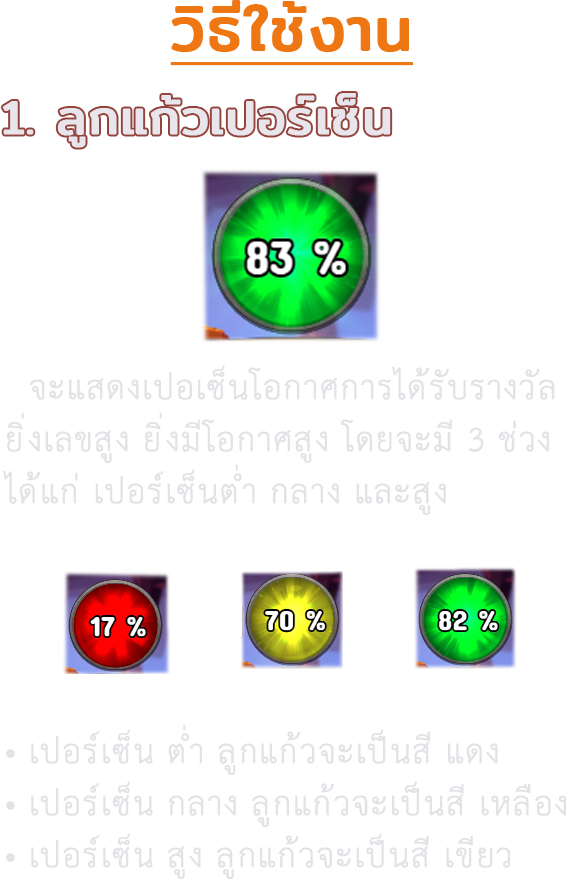 วิธีใช้งาน
1. ลูกแก้วเปอร์เซ็น
83 %
จะแสดงเปอเซ็นโอกาศการได้รับรางวัล
ยิ่งเลขสูง ยิ่งมีโอกาศสูง โดยจะมี 3 ช่วง
ได้แก่ เปอร์เซ็นต่ำ กลาง และสูง
17 % 70 % 82 %
• เปอร์เซ็น ต่ำ ลูกแก้วจะเป็นสี แดง
• เปอร์เซ็น กลาง ลูกแก้วจะเป็นสี เหลือง
• เปอร์เซ็น สูง ลูกแก้วจะเป็นสี เขียว